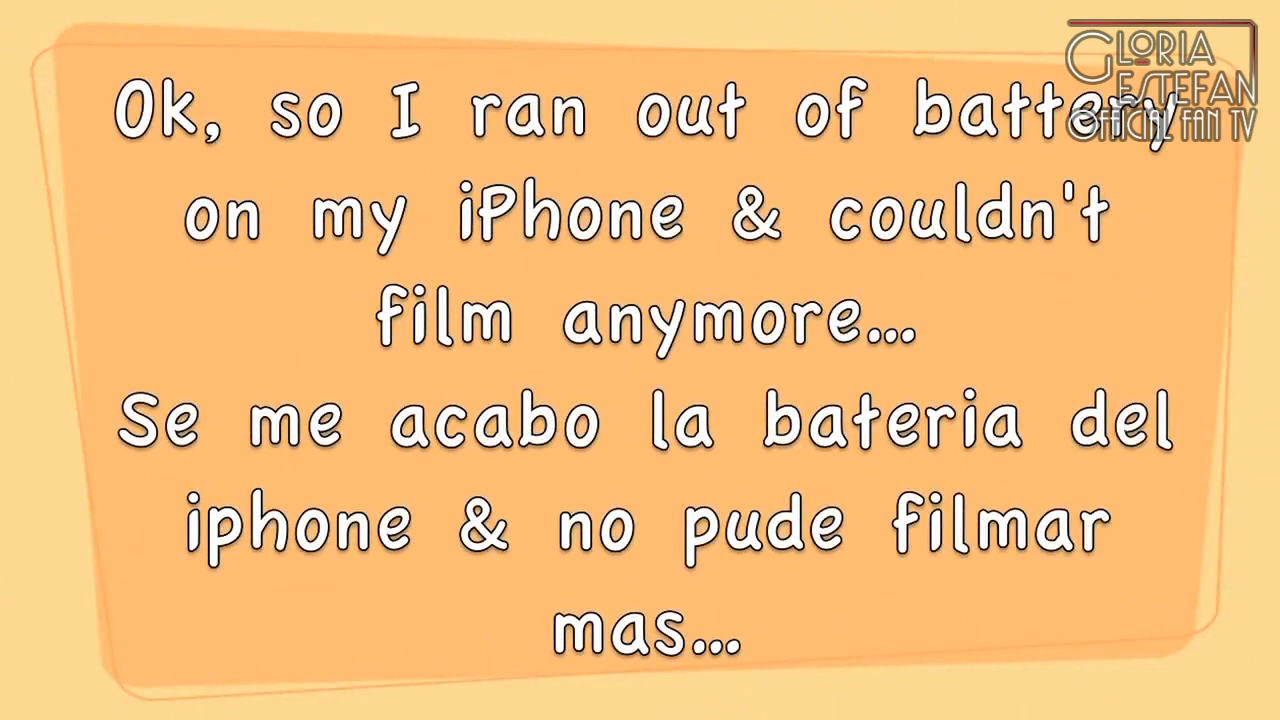 Ok, so I ran out of battery
on my iPhone & couldn't
film anymore...
Se me acabo la bateria del
iphone & no pude filmar
mas...
GLORIA
ESTEFAN
OFFICIAL FAN TV